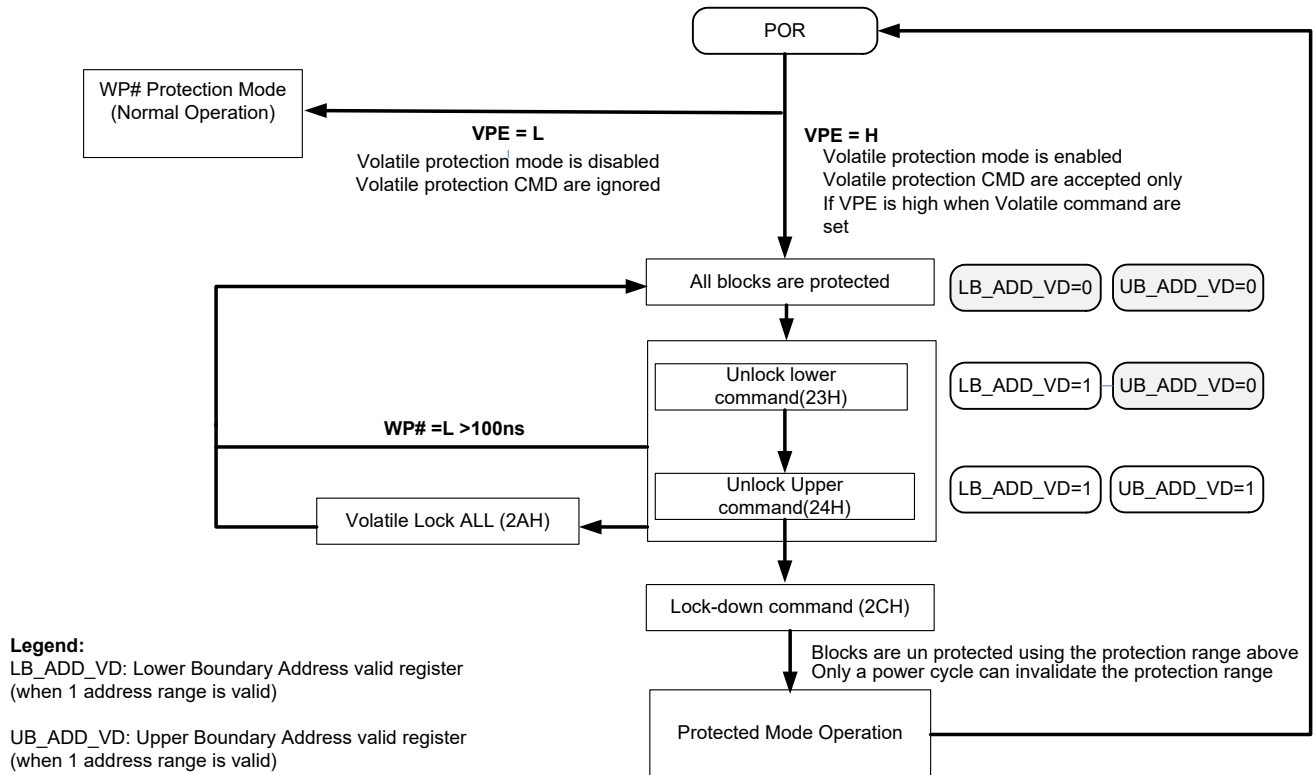 POR
WP# Protection Mode
(Normal Operation)
VPE = L
Volatile protection mode is disabled
Volatile protection CMD are ignored
VPE = H
Volatile protection mode is enabled
Volatile protection CMD are accepted only
If VPE is high when Volatile command are
set
All blocks are protected
LB_ADD_VD=0
UB_ADD_VD=0
Unlock lower
command(23H)
LB_ADD_VD=1
UB_ADD_VD=0
WP# =L >100ns
Unlock Upper
command(24H)
LB_ADD_VD=1
UB_ADD_VD=1
Volatile Lock ALL (2AH)
Lock-down command (2CH)
Blocks are un protected using the protection range above
Only a power cycle can invalidate the protection range
Protected Mode Operation
Legend:
LB_ADD_VD: Lower Boundary Address valid register
(when 1 address range is valid)
UB_ADD_VD: Upper Boundary Address valid register
(when 1 address range is valid)